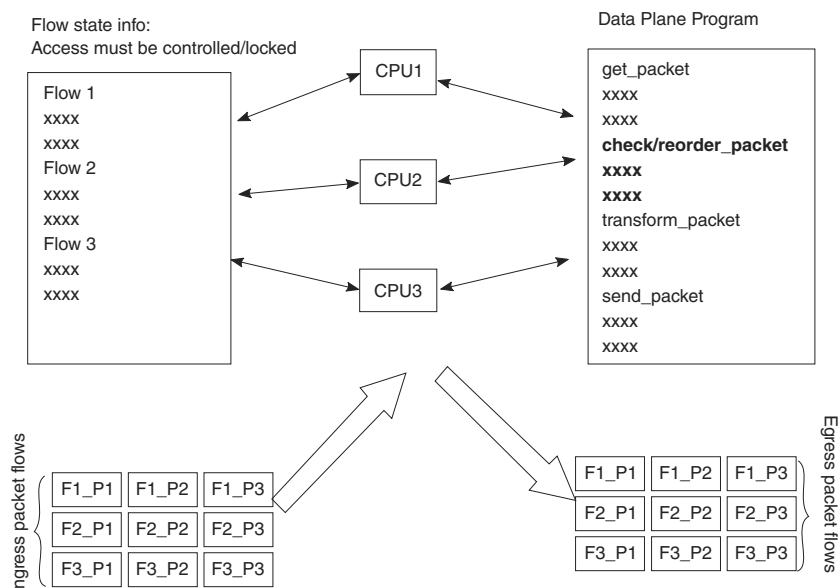 Flow state info:
Access must be controlled/locked
Flow 1
xxxx
xxxx
Flow 2
xxxx
xxxx
Flow 3
xxxx
xxxx
CPU1
CPU2
CPU3
Data Plane Program
get_packet
xxxx
xxxx
check/reorder_packet
xxxx
xxxx
transform_packet
xxxx
xxxx
send_packet
xxxx
xxxx
Ingress packet flows
F1_P1 F1_P2 F1_P3
F2_P1 F2_P2 F2_P3
F3_P1 F3_P2 F3_P3
F1_P1 F1_P2 F1_P3
F2_P1 F2_P2 F2_P3
F3_P1 F3_P2 F3_P3
Egress packet flows